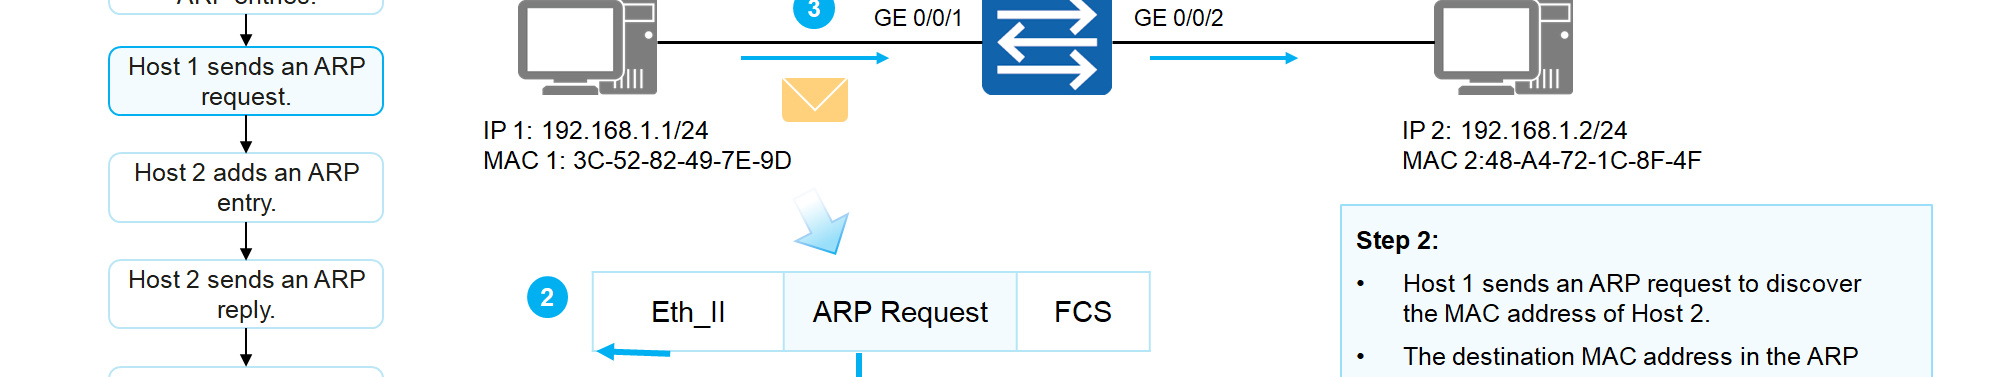 ARP entries.
Host 1 sends an ARP
request.
Host 2 adds an ARP
entry.
Host 2 sends an ARP
reply.
3
GE 0/0/1
GE 0/0/2
IP 1: 192.168.1.1/24
MAC 1: 3C-52-82-49-7E-9D
IP 2: 192.168.1.2/24
MAC 2:48-A4-72-1C-8F-4F
2
Eth_II
ARP Request
FCS
Step 2:
• Host 1 sends an ARP request to discover
the MAC address of Host 2.
• The destination MAC address in the ARP